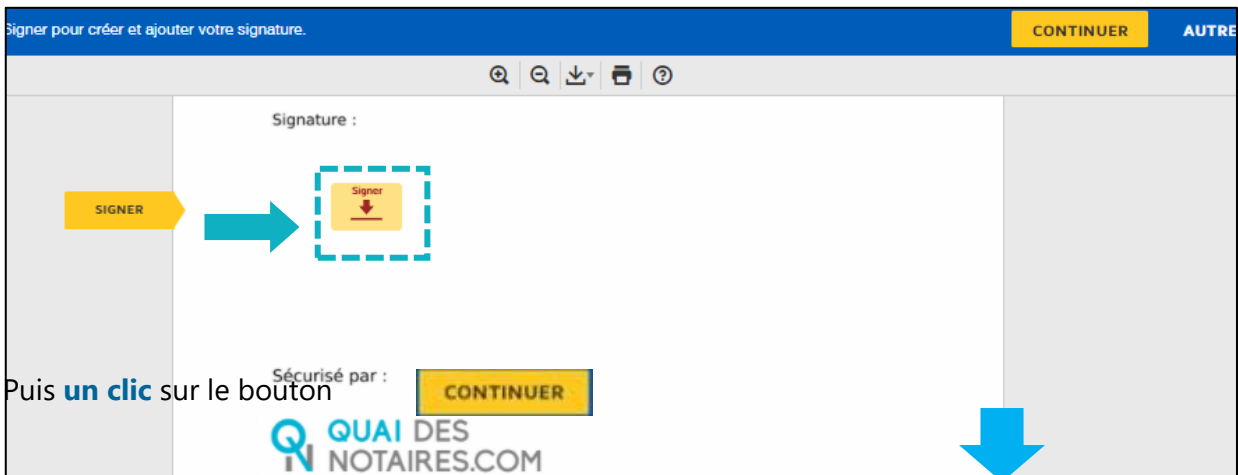 Signer pour créer et ajouter votre signature.
CONTINUER
AUTRE
Signature :
Signer
SIGNER
Sécurisé par :
Puis un clic sur le bouton
CONTINUER
QUAI DES
NOTAIRES.COM